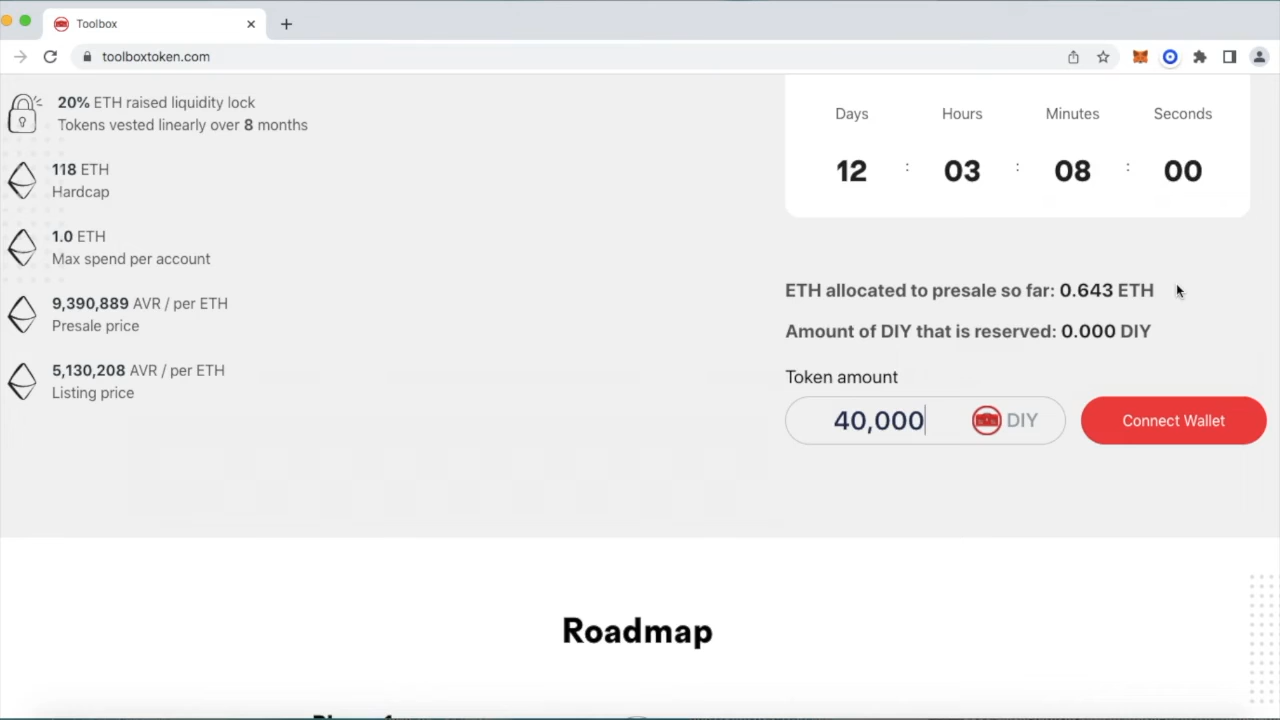 Toolbox
toolboxtoken.com
20% ETH raised liquidity lock
Tokens vested linearly over 8 months
118 ETH
Hardcap
1.0 ETH
Max spend per account
9,390,889 AVR / per ETH
Presale price
5,130,208 AVR / per ETH
Listing price
Days Hours Minutes Seconds
12 : 03 : 08 : 00
ETH allocated to presale so far: 0.643 ETH
Amount of DIY that is reserved: 0.000 DIY
Token amount
40,000 DIY Connect Wallet
Roadmap